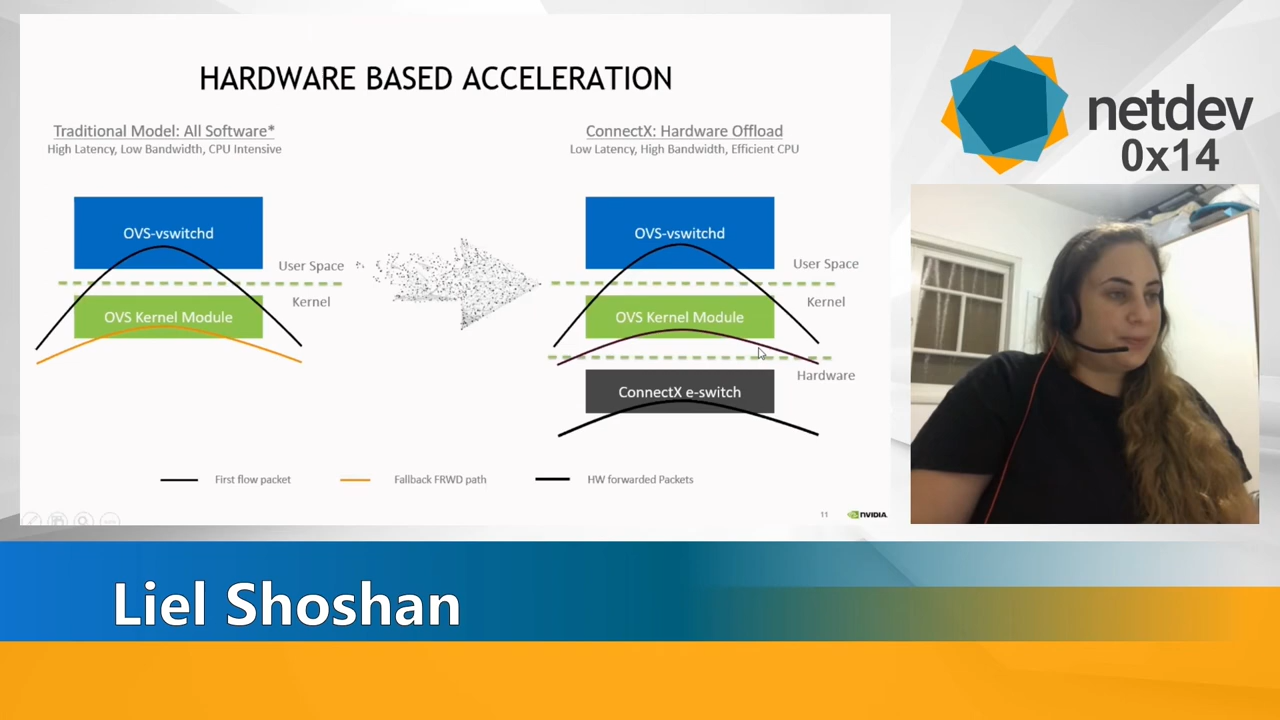 HARDWARE BASED ACCELERATION
Traditional Model: All Software*
High Latency, Low Bandwidth, CPU Intensive
OVS-vswitchd
User Space
Kernel
OVS Kernel Module
ConnectX: Hardware Offload
Low Latency, High Bandwidth, Efficient CPU
OVS-vswitchd
User Space
Kernel
OVS Kernel Module
Hardware
ConnectX e-switch
First flow packet
Fallback FRWD path
HW forwarded Packets
11
NVIDIA
netdev
0x14
Liel Shoshan